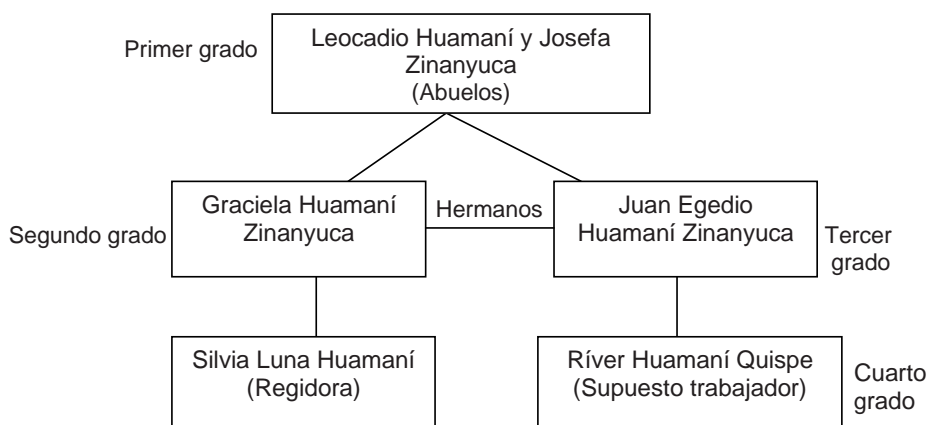 Primer grado
Leocadio Huamaní y Josefa
Zinanyuca
(Abuelos)
Segundo grado
Graciela Huamaní
Zinanyuca
Hermanos
Juan Egedio
Huamaní Zinanyuca
Tercer
grado
Silvia Luna Huamaní
(Regidora)
Ríver Huamaní Quispe
(Supuesto trabajador)
Cuarto
grado